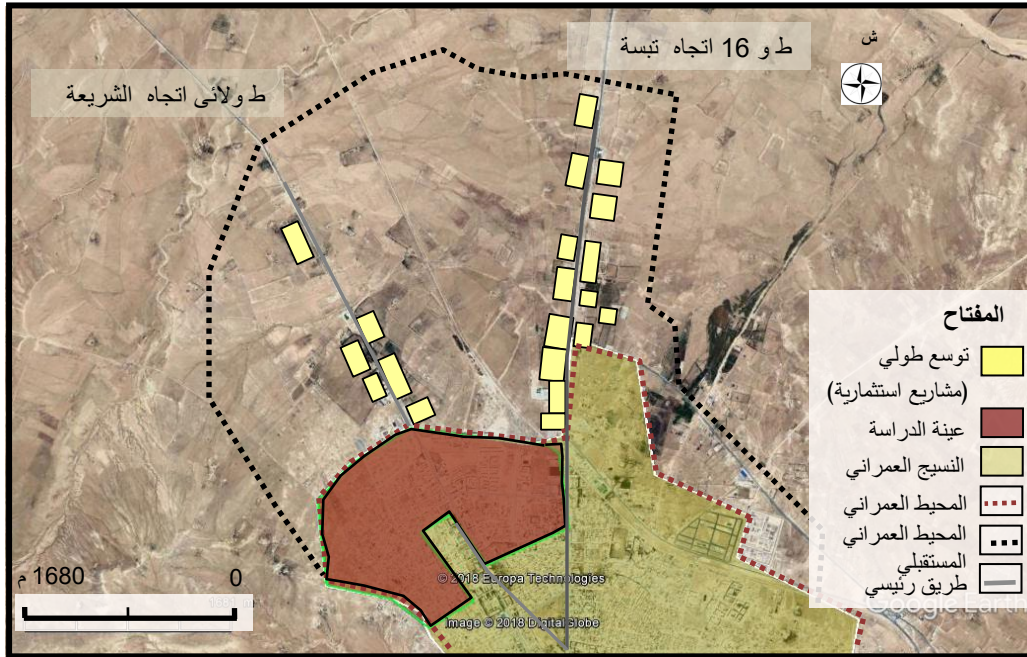 ط و 16 اتجاه تبسة
ش
ط ولائي اتجاه الشريعة
المفتاح
توسع طولي
(مشاريع استثمارية)
عينة الدراسة
النسيج العمراني
المحيط العمراني
المحيط العمراني
المستقبلي
طريق رئيسي
1680 م
0
© 2018 Europa Technologies
Image © 2018 DigitalGlobe
Google Earth